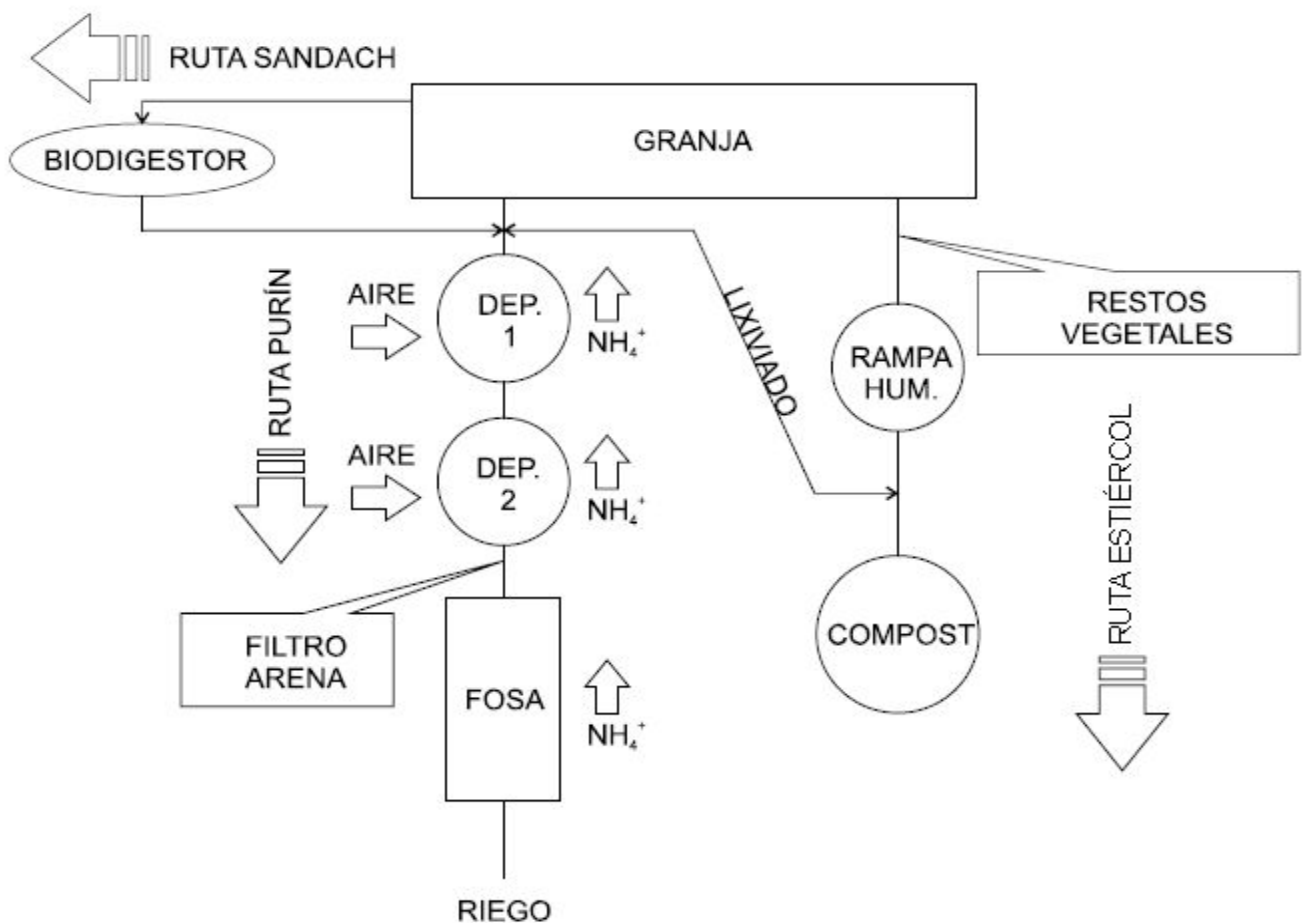 RUTA SANDACH
GRANJA
BIODIGESTOR
RESTOS
VEGETALES
LIXIVIADO
RUTA PURÍN
AIRE
DEP.
1
NH₄⁺
RAMPA
HUM.
AIRE
DEP.
2
NH₄⁺
RUTA ESTIÉRCOL
FILTRO
ARENA
FOSA
NH₄⁺
COMPOST
RIEGO